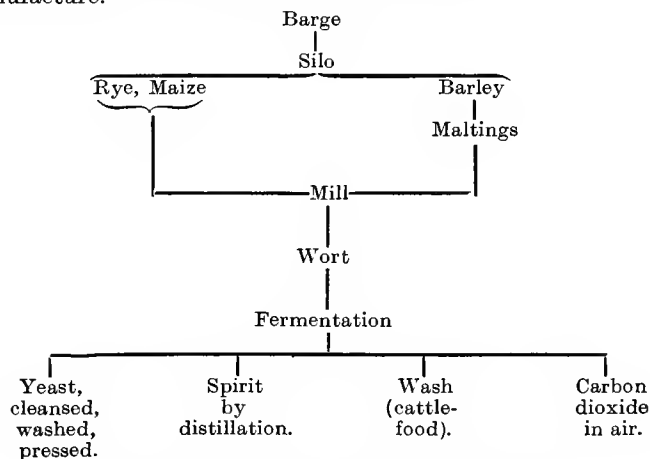 Barge
Silo
Rye, Maize Barley
Maltings
Mill
Wort
Fermentation
Yeast,
cleansed,
washed,
pressed.
Spirit
by
distillation.
Wash
(cattle-
food).
Carbon
dioxide
in air.